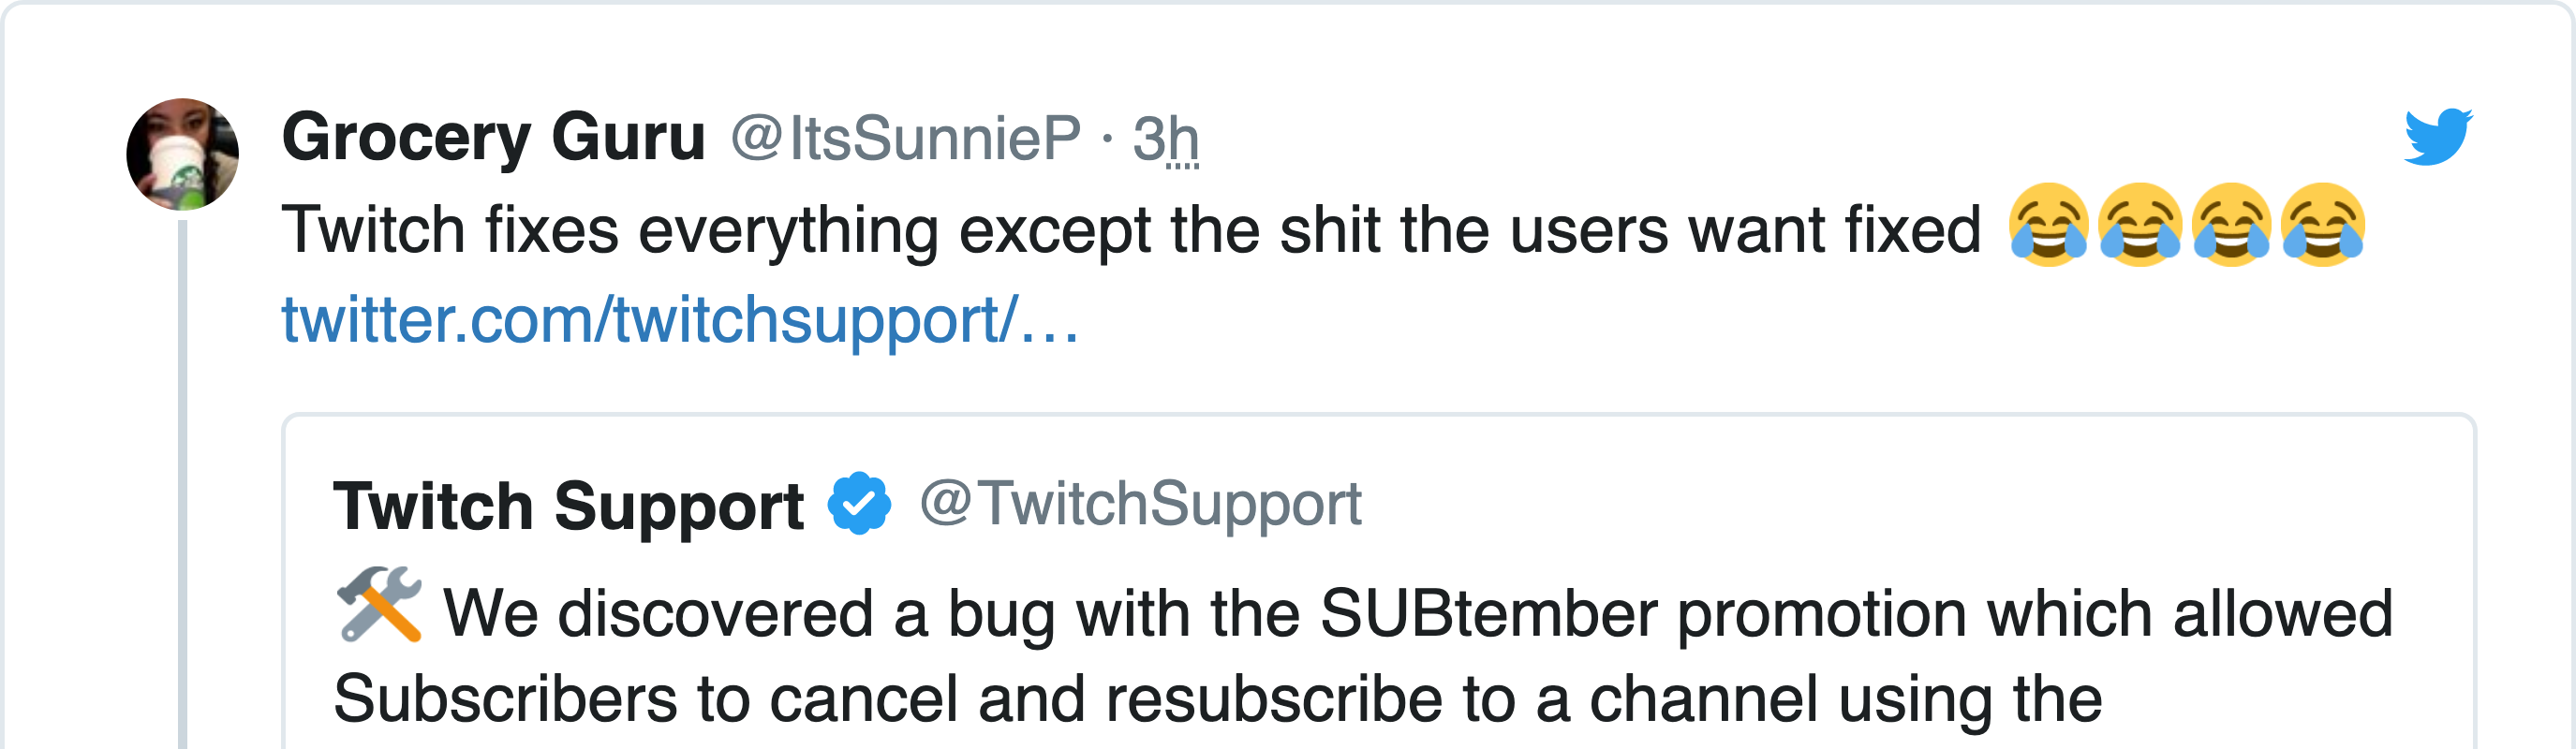 Grocery Guru @ItsSunnieP · 3h
Twitch fixes everything except the shit the users want fixed 😂😂😂😂
twitter.com/twitchsupport/…
Twitch Support @TwitchSupport
🛠 We discovered a bug with the SUBtember promotion which allowed
Subscribers to cancel and resubscribe to a channel using the